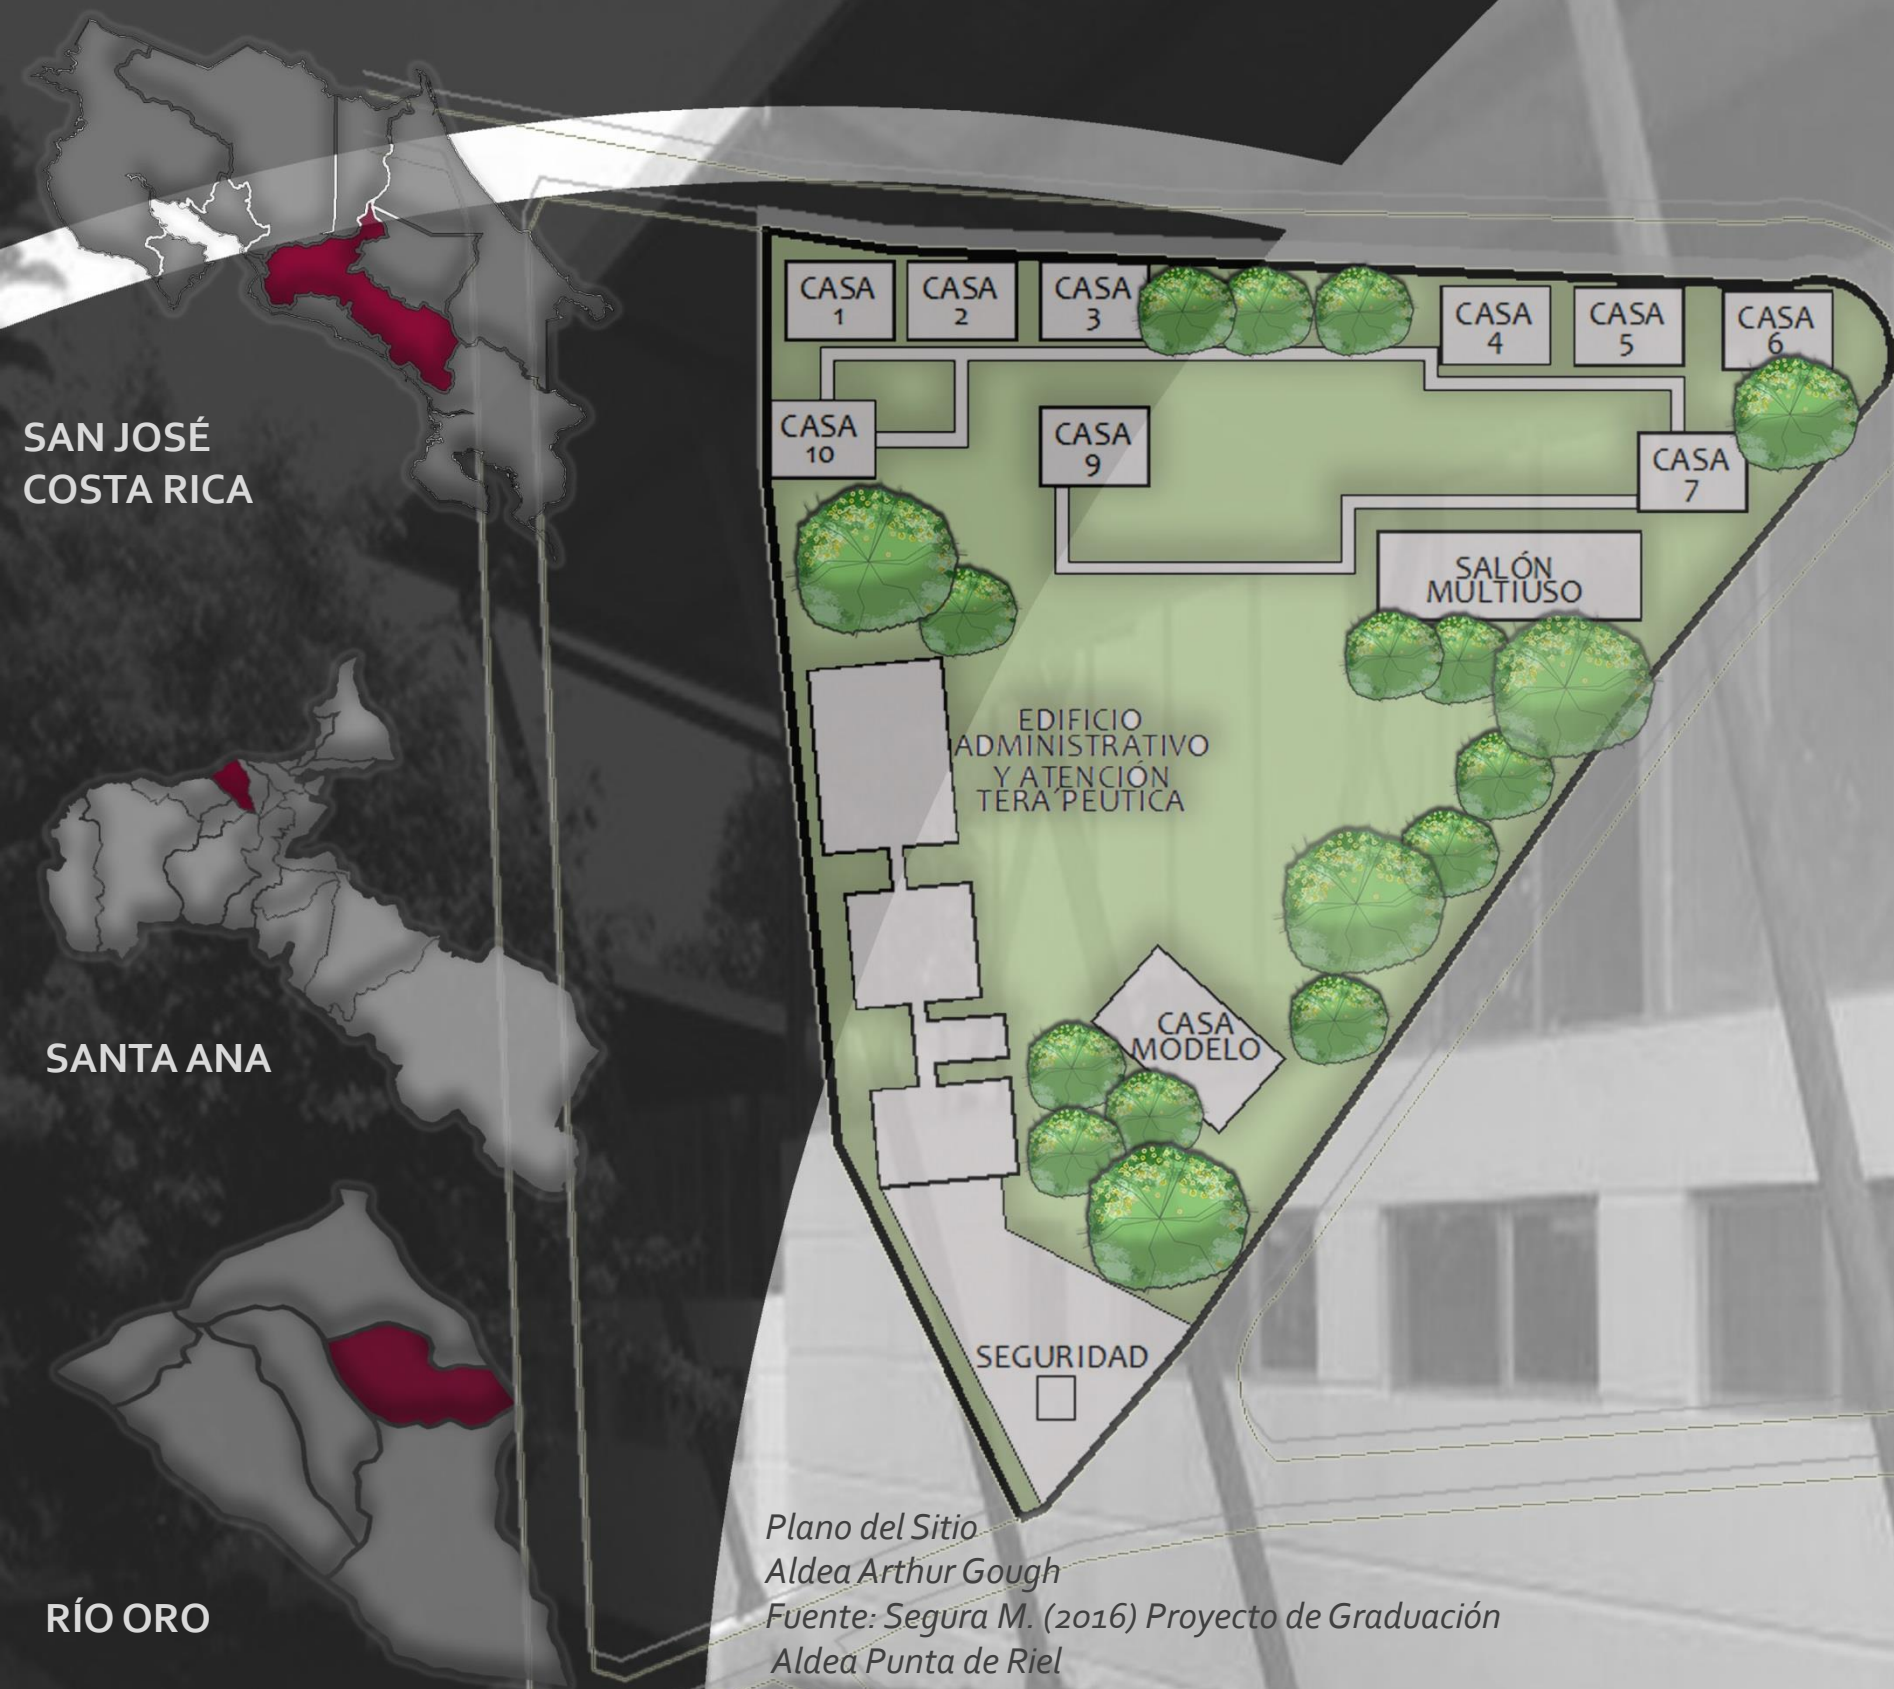 SAN JOSÉ
COSTA RICA
SANTA ANA
RÍO ORO
CASA
1
CASA
2
CASA
3
CASA
4
CASA
5
CASA
6
CASA
10
CASA
9
CASA
7
SALÓN
MULTIUSO
EDIFICIO
ADMINISTRATIVO
Y ATENCIÓN
TERA´PEUTICA
CASA
MODELO
SEGURIDAD
Plano del Sitio
Aldea Arthur Gough
Fuente: Segura M. (2016) Proyecto de Graduación
Aldea Punta de Riel